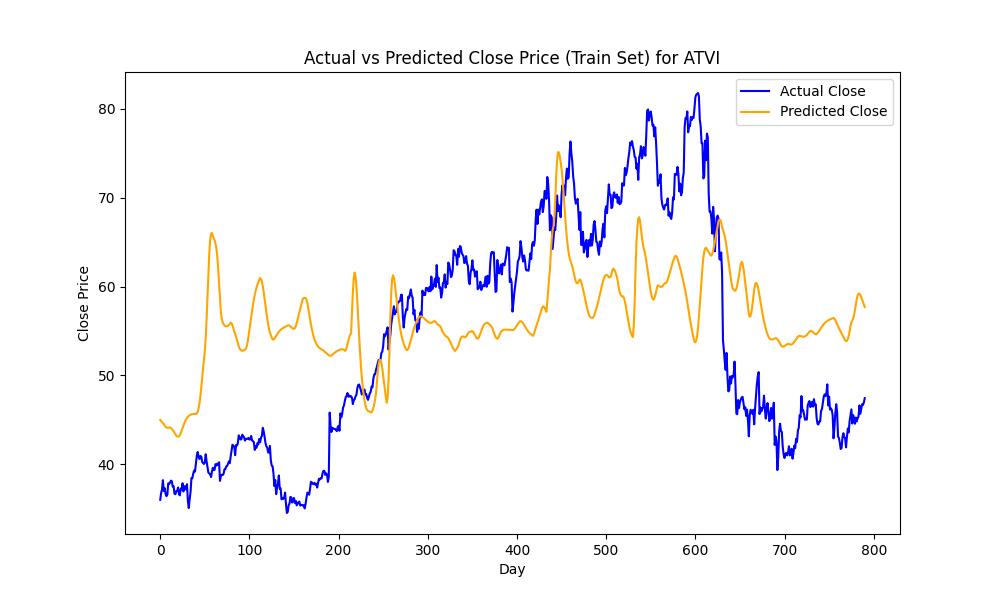 Actual vs Predicted Close Price (Train Set) for ATVI
Actual Close
Predicted Close
Close Price
80
70
60
50
40
0 100 200 300 400 500 600 700 800
Day